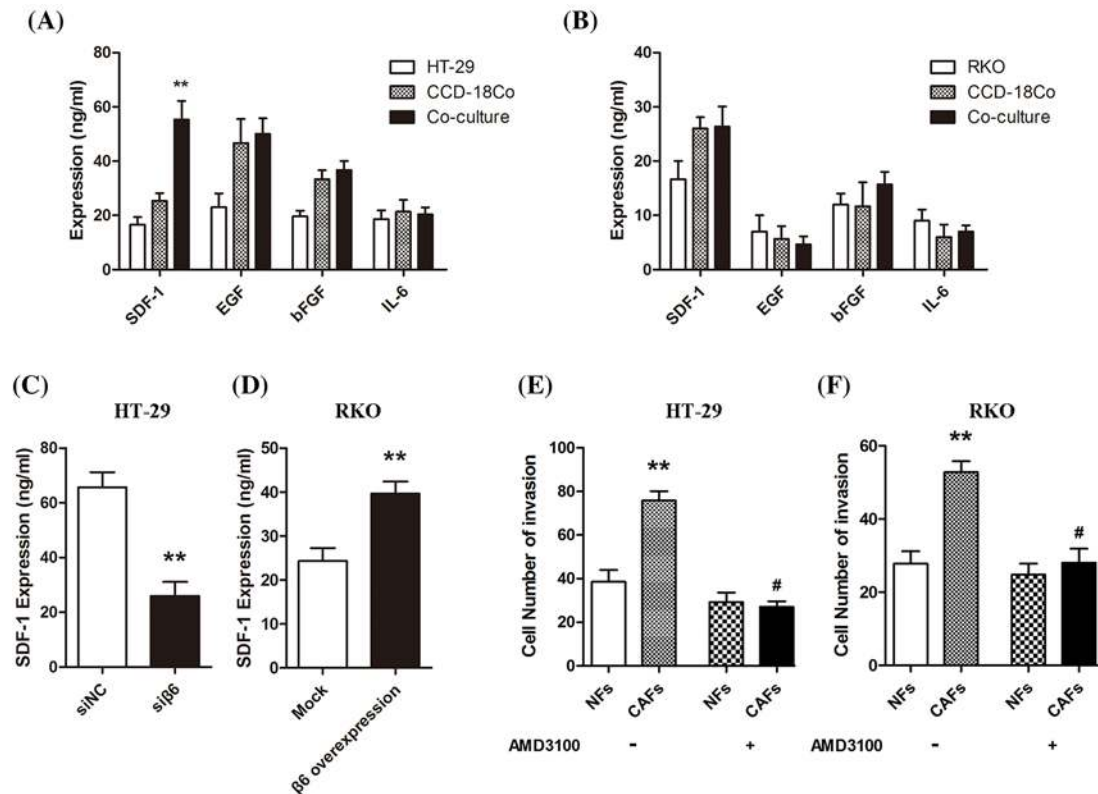 (A)
Expression (ng/ml)
80
60
40
20
0
**
HT-29
CCD-18Co
Co-culture
SDF-1
EGF
bFGF
IL-6
(B)
Expression (ng/ml)
40
30
20
10
0
RKO
CCD-18Co
Co-culture
SDF-1
EGF
bFGF
IL-6
(C)
HT-29
SDF-1 Expression (ng/ml)
80
60
40
20
0
**
siNC
siβ6
(D)
RKO
SDF-1 Expression (ng/ml)
50
40
30
20
10
0
**
Mock
β6 overexpression
(E)
HT-29
Cell Number of invasion
100
80
60
40
20
0
**
#
NFs
CAFs
NFs
CAFs
AMD3100
-
+
(F)
RKO
Cell Number of invasion
60
40
20
0
**
#
NFs
CAFs
NFs
CAFs
AMD3100
-
+